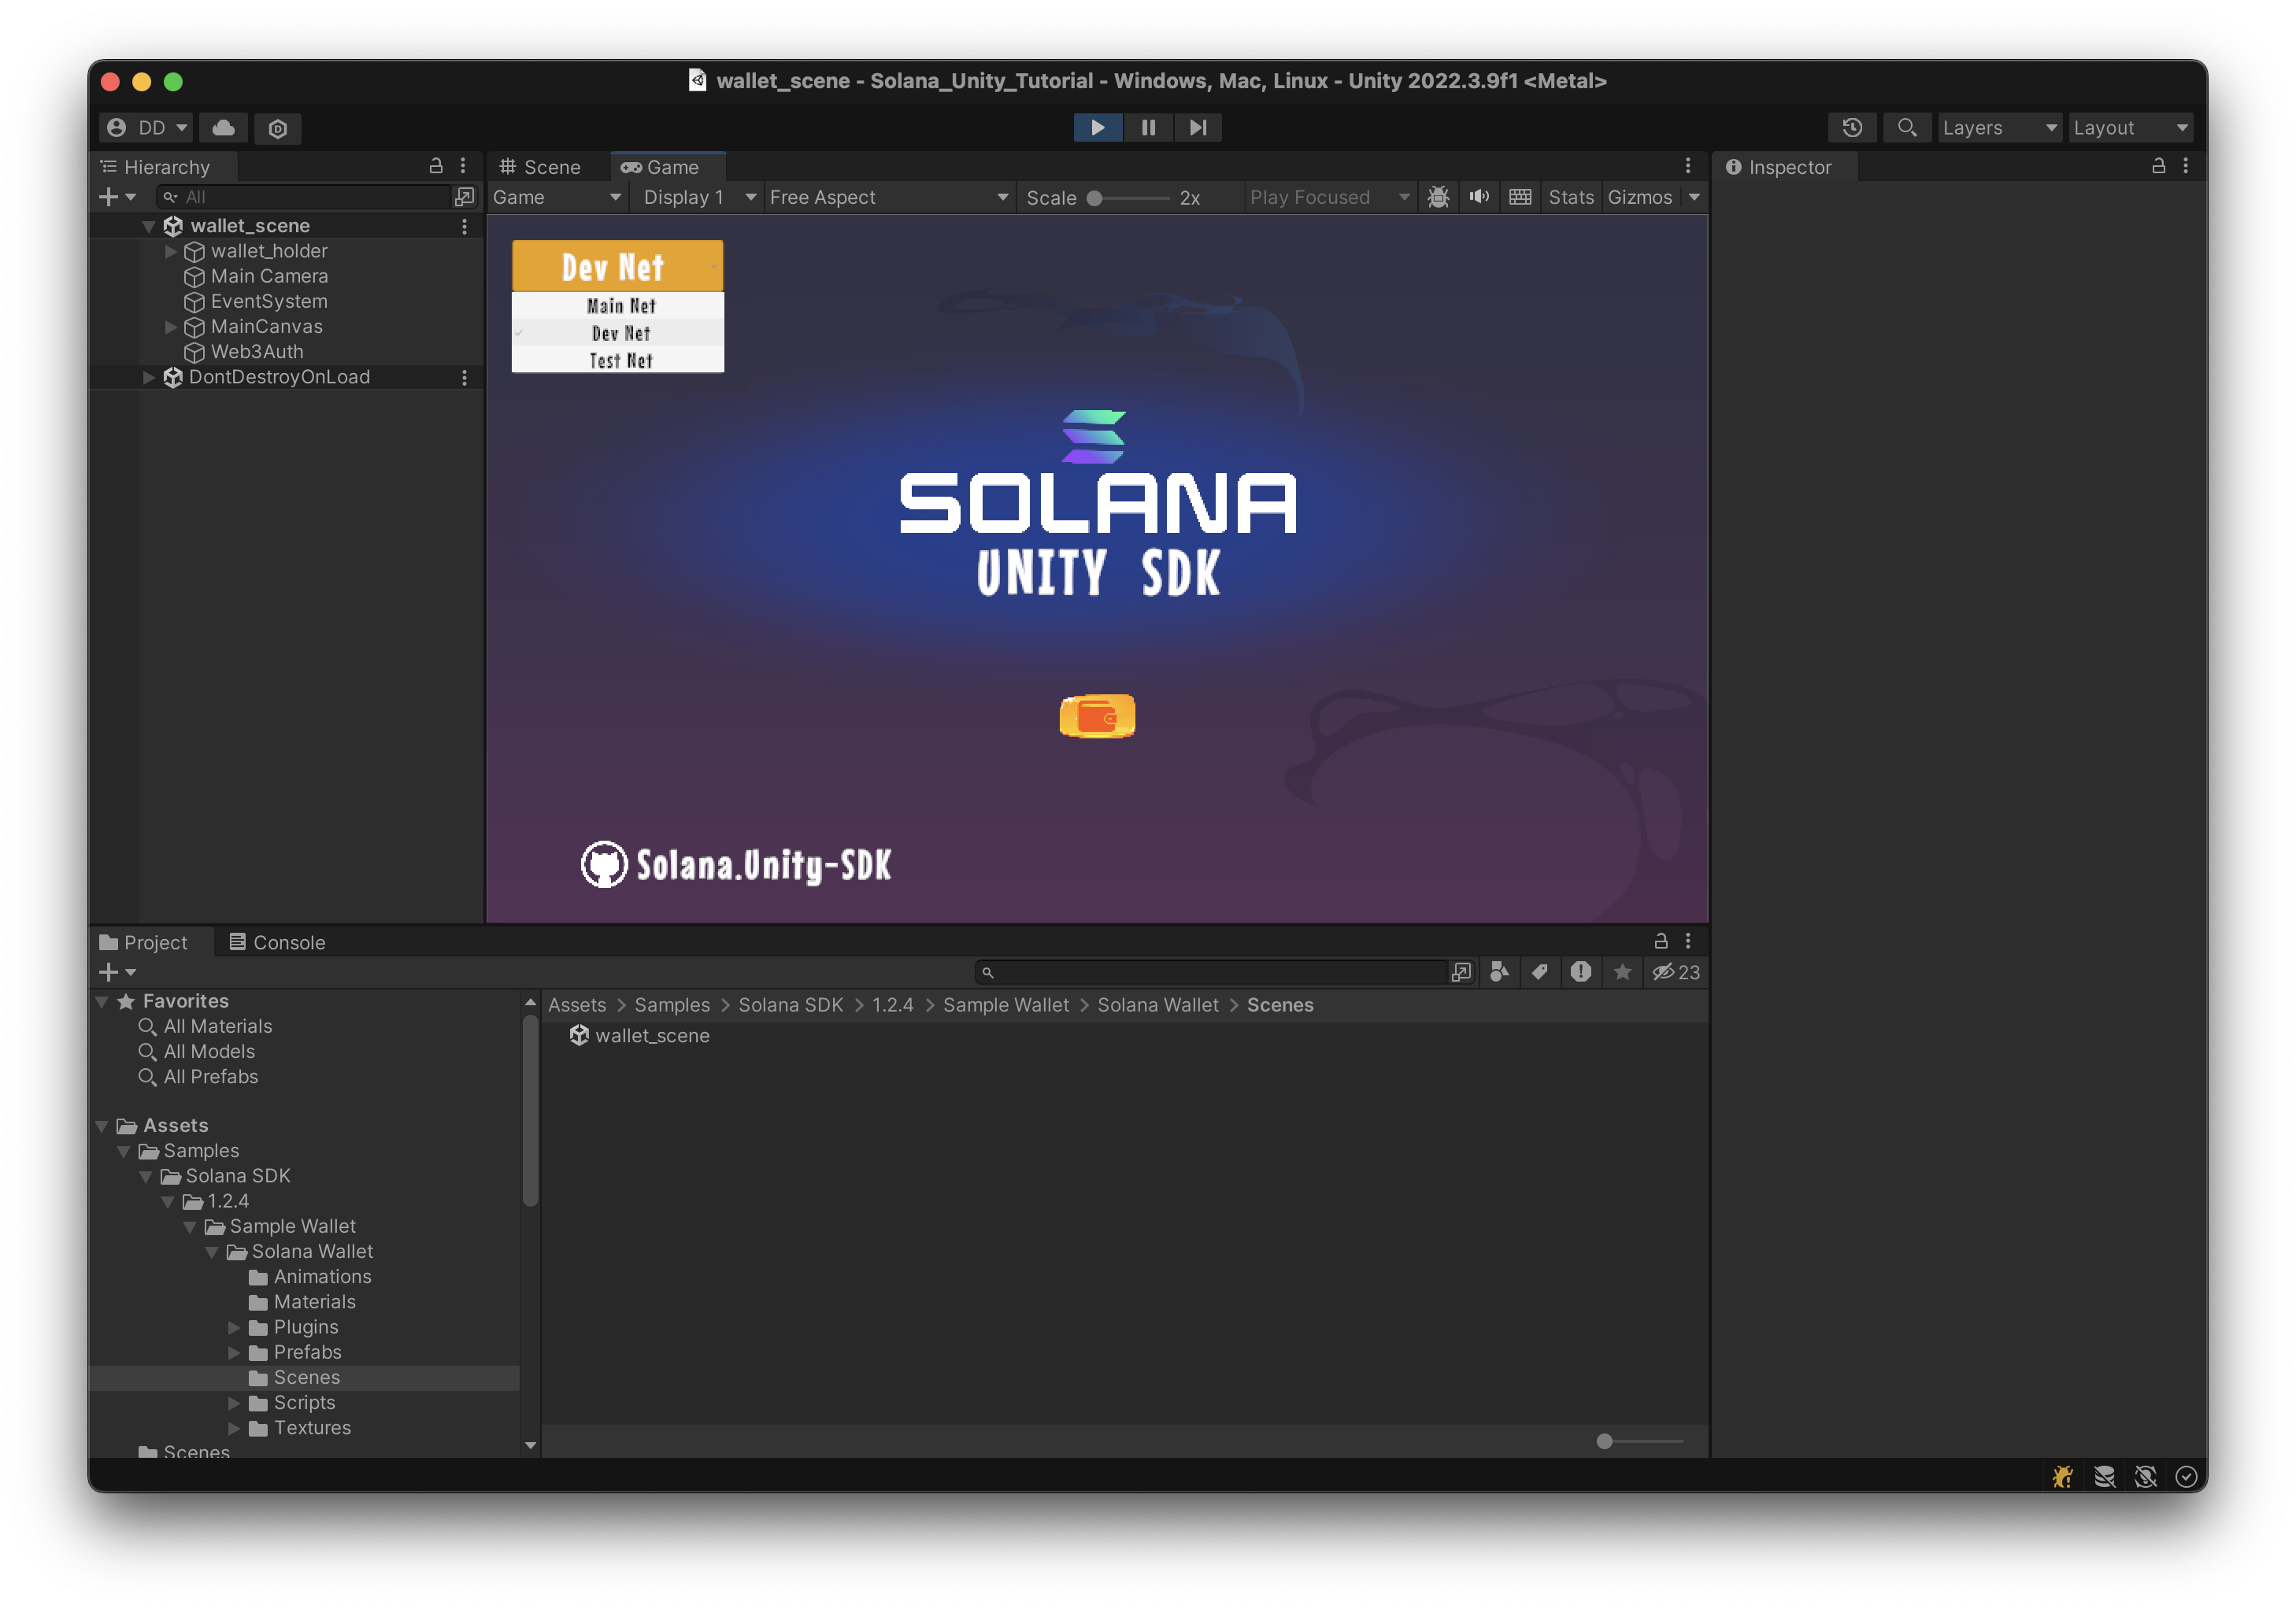 wallet_scene - Solana_Unity_Tutorial - Windows, Mac, Linux - Unity 2022.3.9f1 <Metal>
DD
Layers
Layout
Hierarchy
Scene
Game
Inspector
All
Game
Display 1
Free Aspect
Scale
2x
Play Focused
Stats
Gizmos
wallet_scene
wallet_holder
Main Camera
EventSystem
MainCanvas
Web3Auth
DontDestroyOnLoad
Dev Net
Main Net
Dev Net
Test Net
SOLANA
UNITY SDK
Solana.Unity-SDK
Project
Console
23
Favorites
All Materials
All Models
All Prefabs
Assets
Samples
Solana SDK
1.2.4
Sample Wallet
Solana Wallet
Animations
Materials
Plugins
Prefabs
Scenes
Scripts
Textures
Scenes
Assets > Samples > Solana SDK > 1.2.4 > Sample Wallet > Solana Wallet > Scenes
wallet_scene